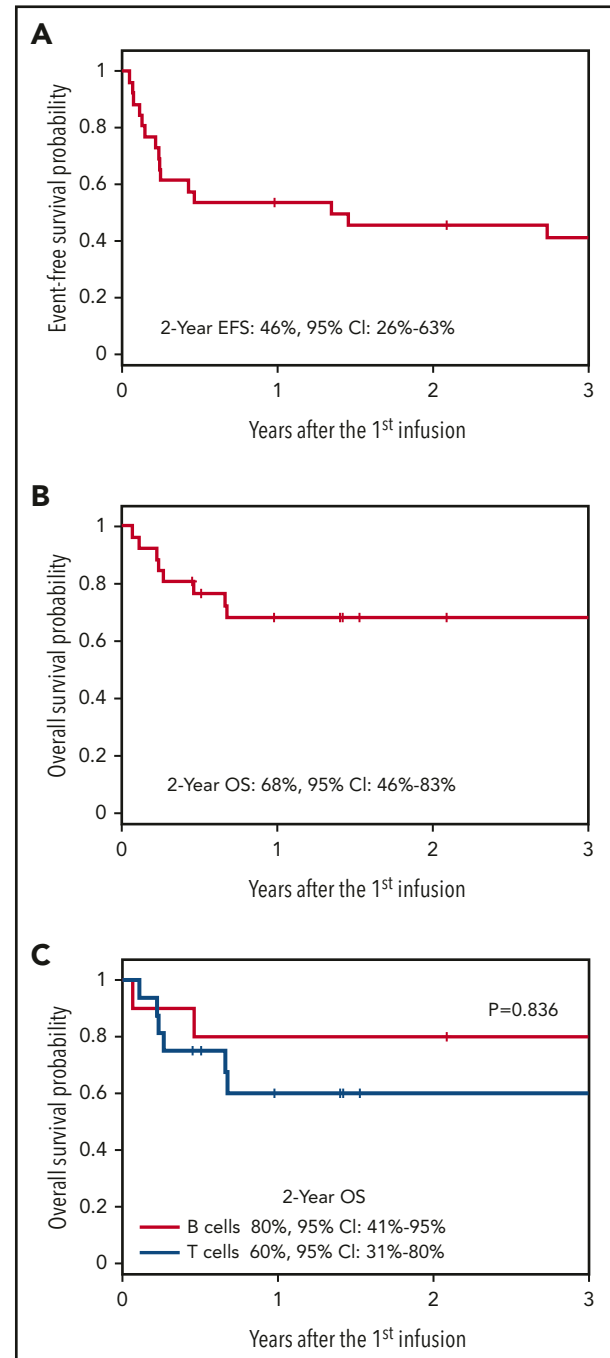 A
Event-free survival probability
1
0.8
0.6
0.4
0.2
0
2-Year EFS: 46%, 95% CI: 26%-63%
0 1 2 3
Years after the 1st infusion
B
Overall survival probability
1
0.8
0.6
0.4
0.2
0
2-Year OS: 68%, 95% CI: 46%-83%
0 1 2 3
Years after the 1st infusion
C
Overall survival probability
1
0.8
0.6
0.4
0.2
0
P=0.836
2-Year OS
B cells 80%, 95% CI: 41%-95%
T cells 60%, 95% CI: 31%-80%
0 1 2 3
Years after the 1st infusion